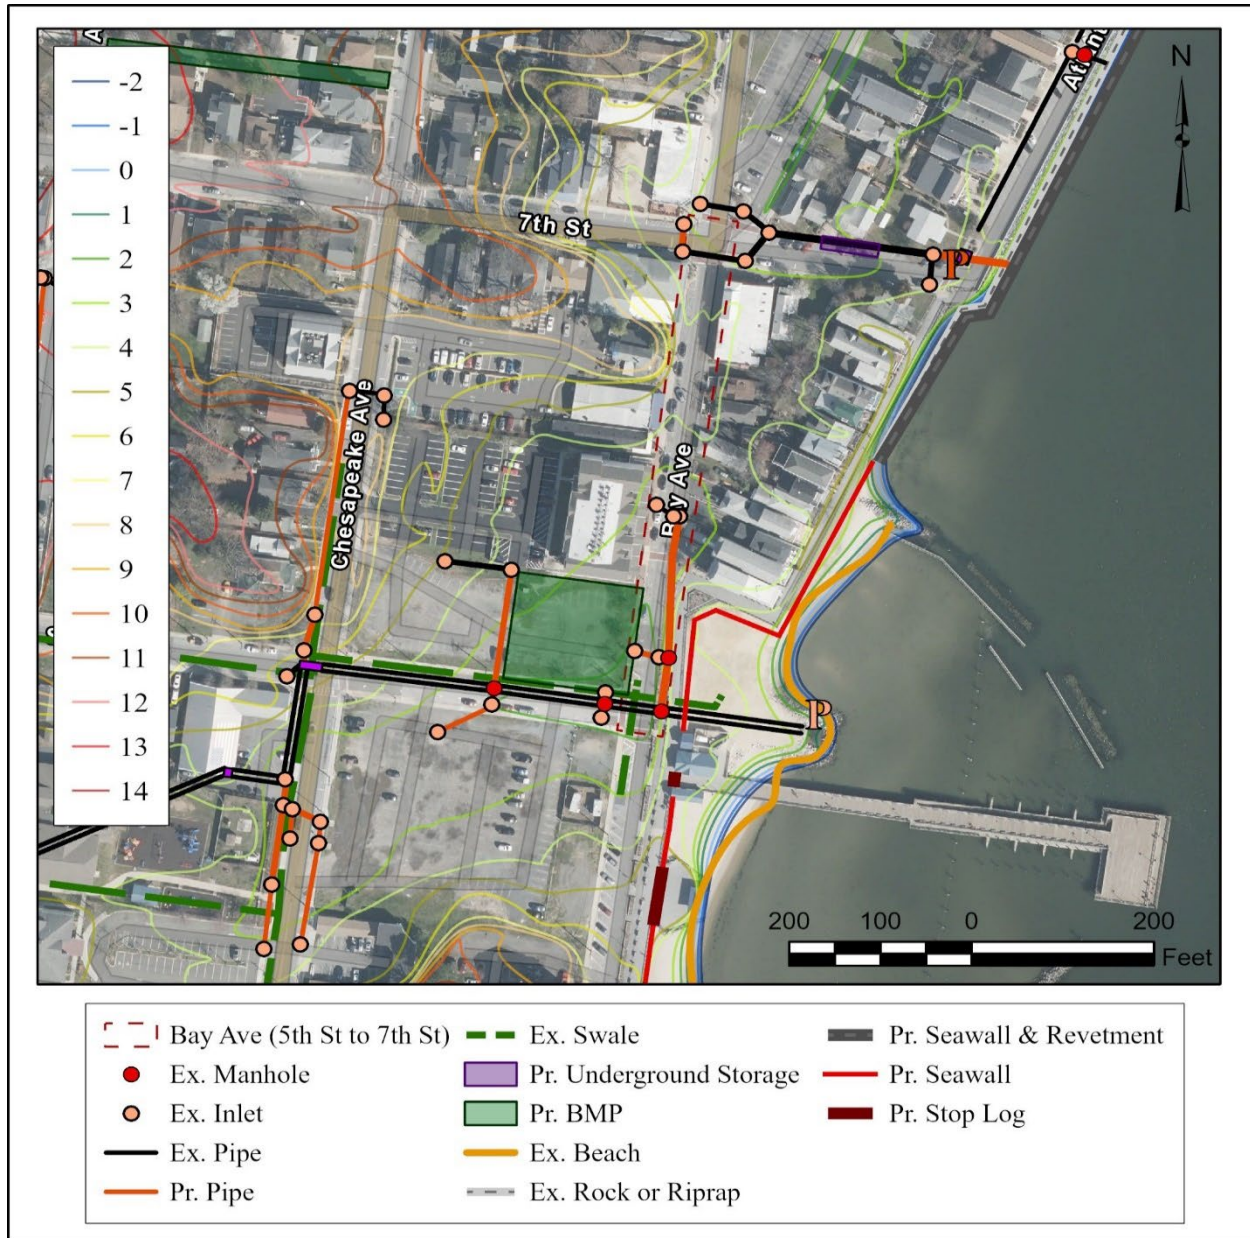 -2
-1
0
1
2
3
4
5
6
7
8
9
10
11
12
13
14
N
7th St
P
Chesapeake Ave
Bay Ave
P
200 100 0 200
Feet
Bay Ave (5th St to 7th St)
Ex. Manhole
Ex. Inlet
Ex. Pipe
Pr. Pipe
Ex. Swale
Pr. Underground Storage
Pr. BMP
Ex. Beach
Ex. Rock or Riprap
Pr. Seawall & Revetment
Pr. Seawall
Pr. Stop Log